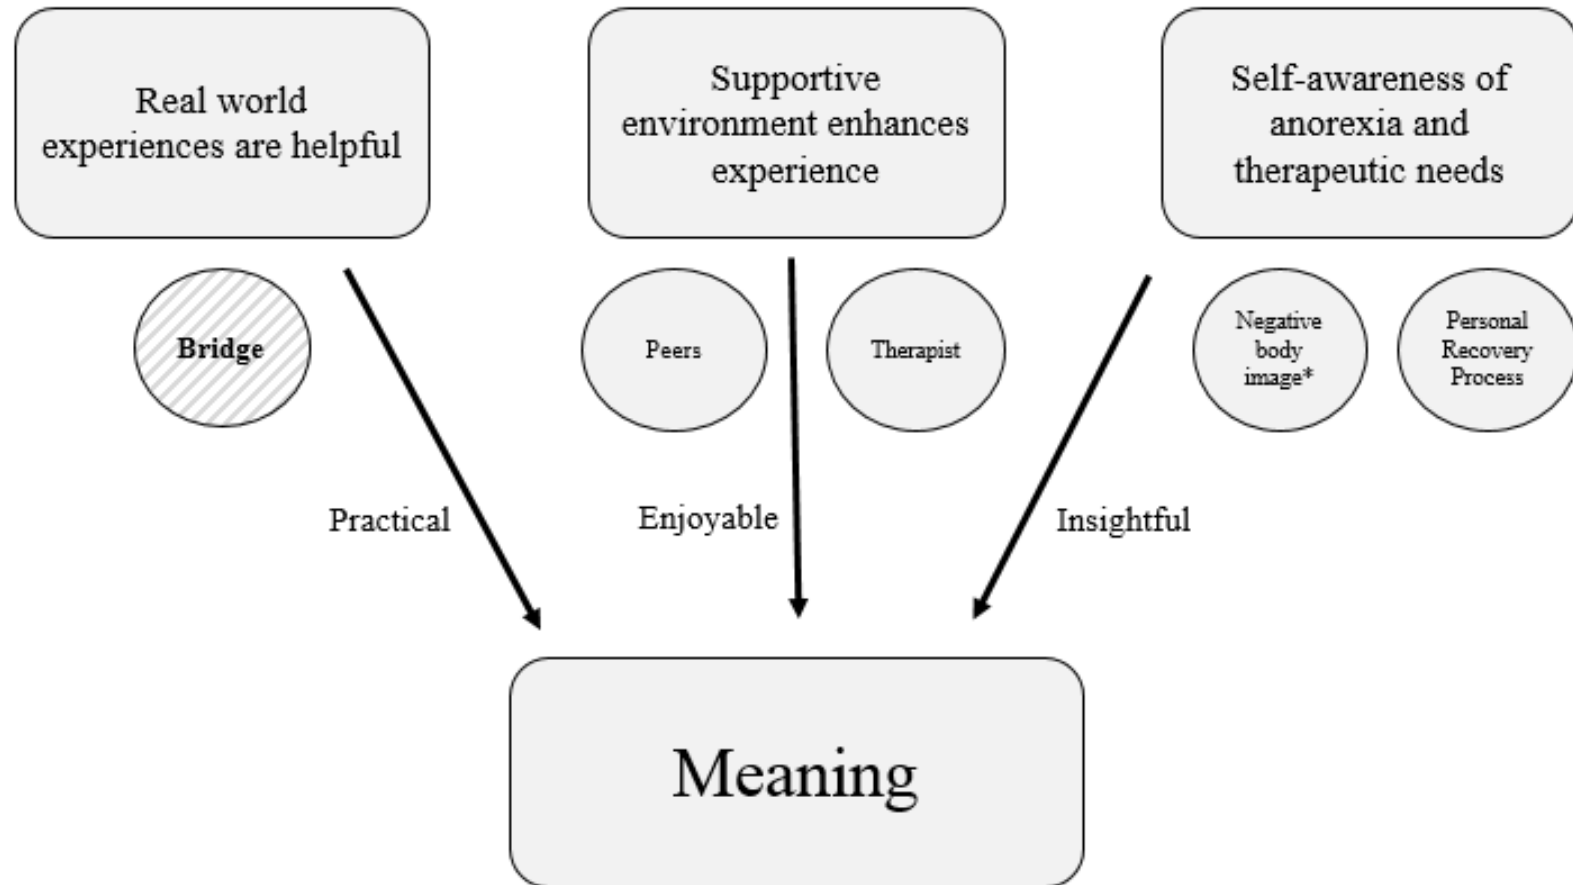 Real world
experiences are helpful
Supportive
environment enhances
experience
Self-awareness of
anorexia and
therapeutic needs
Bridge
Peers
Therapist
Negative
body
image*
Personal
Recovery
Process
Practical
Enjoyable
Insightful
Meaning